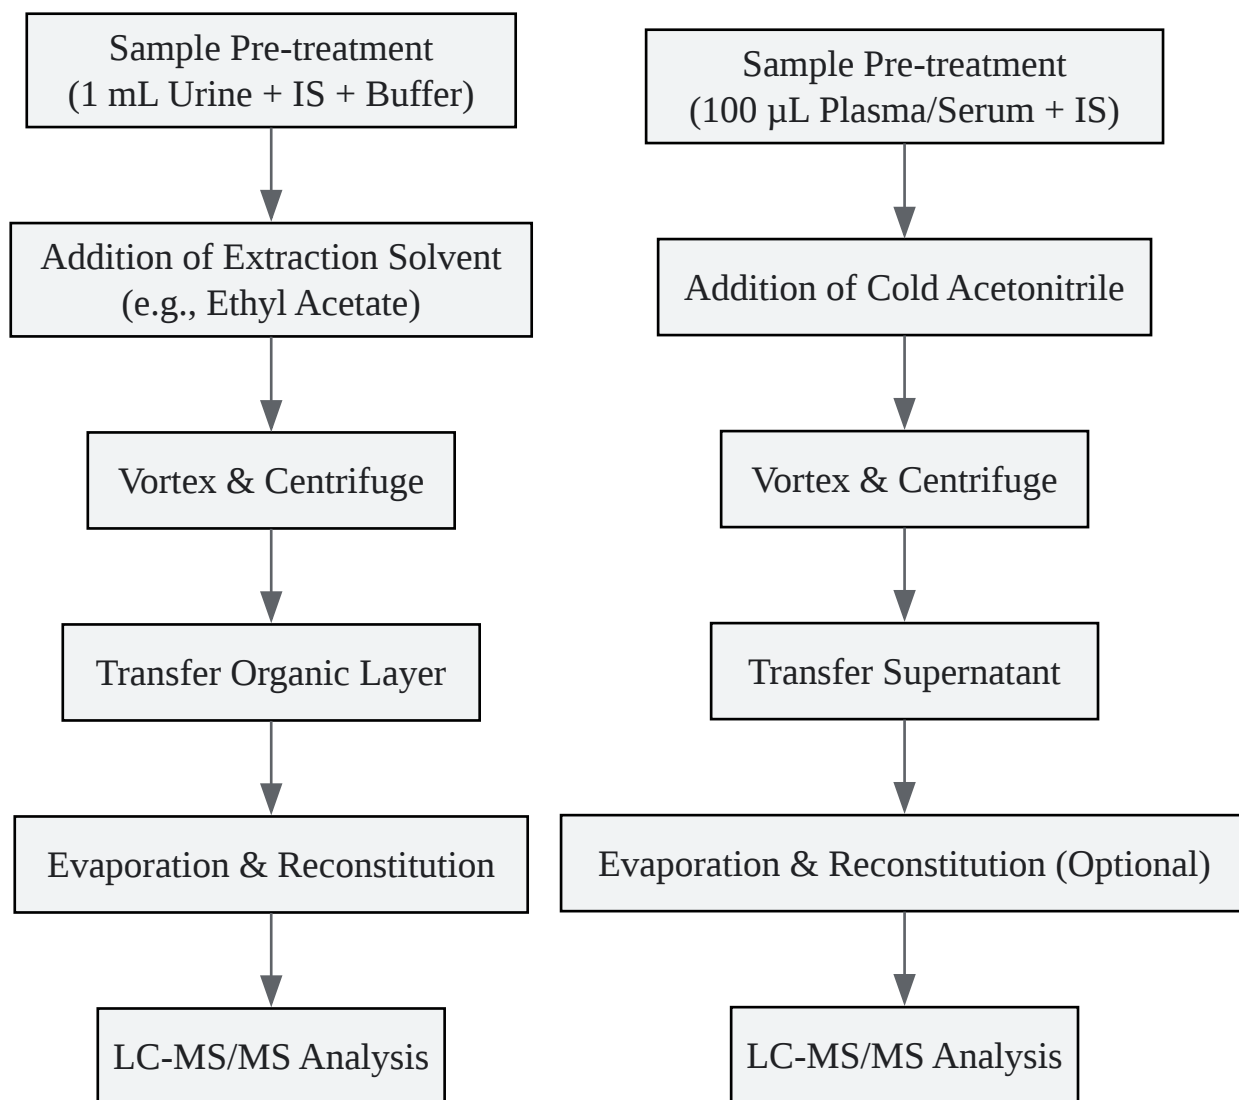 Sample Pre-treatment
(1 mL Urine + IS + Buffer)
Addition of Extraction Solvent
(e.g., Ethyl Acetate)
Vortex & Centrifuge
Transfer Organic Layer
Evaporation & Reconstitution
LC-MS/MS Analysis
Sample Pre-treatment
(100 µL Plasma/Serum + IS)
Addition of Cold Acetonitrile
Vortex & Centrifuge
Transfer Supernatant
Evaporation & Reconstitution (Optional)
LC-MS/MS Analysis